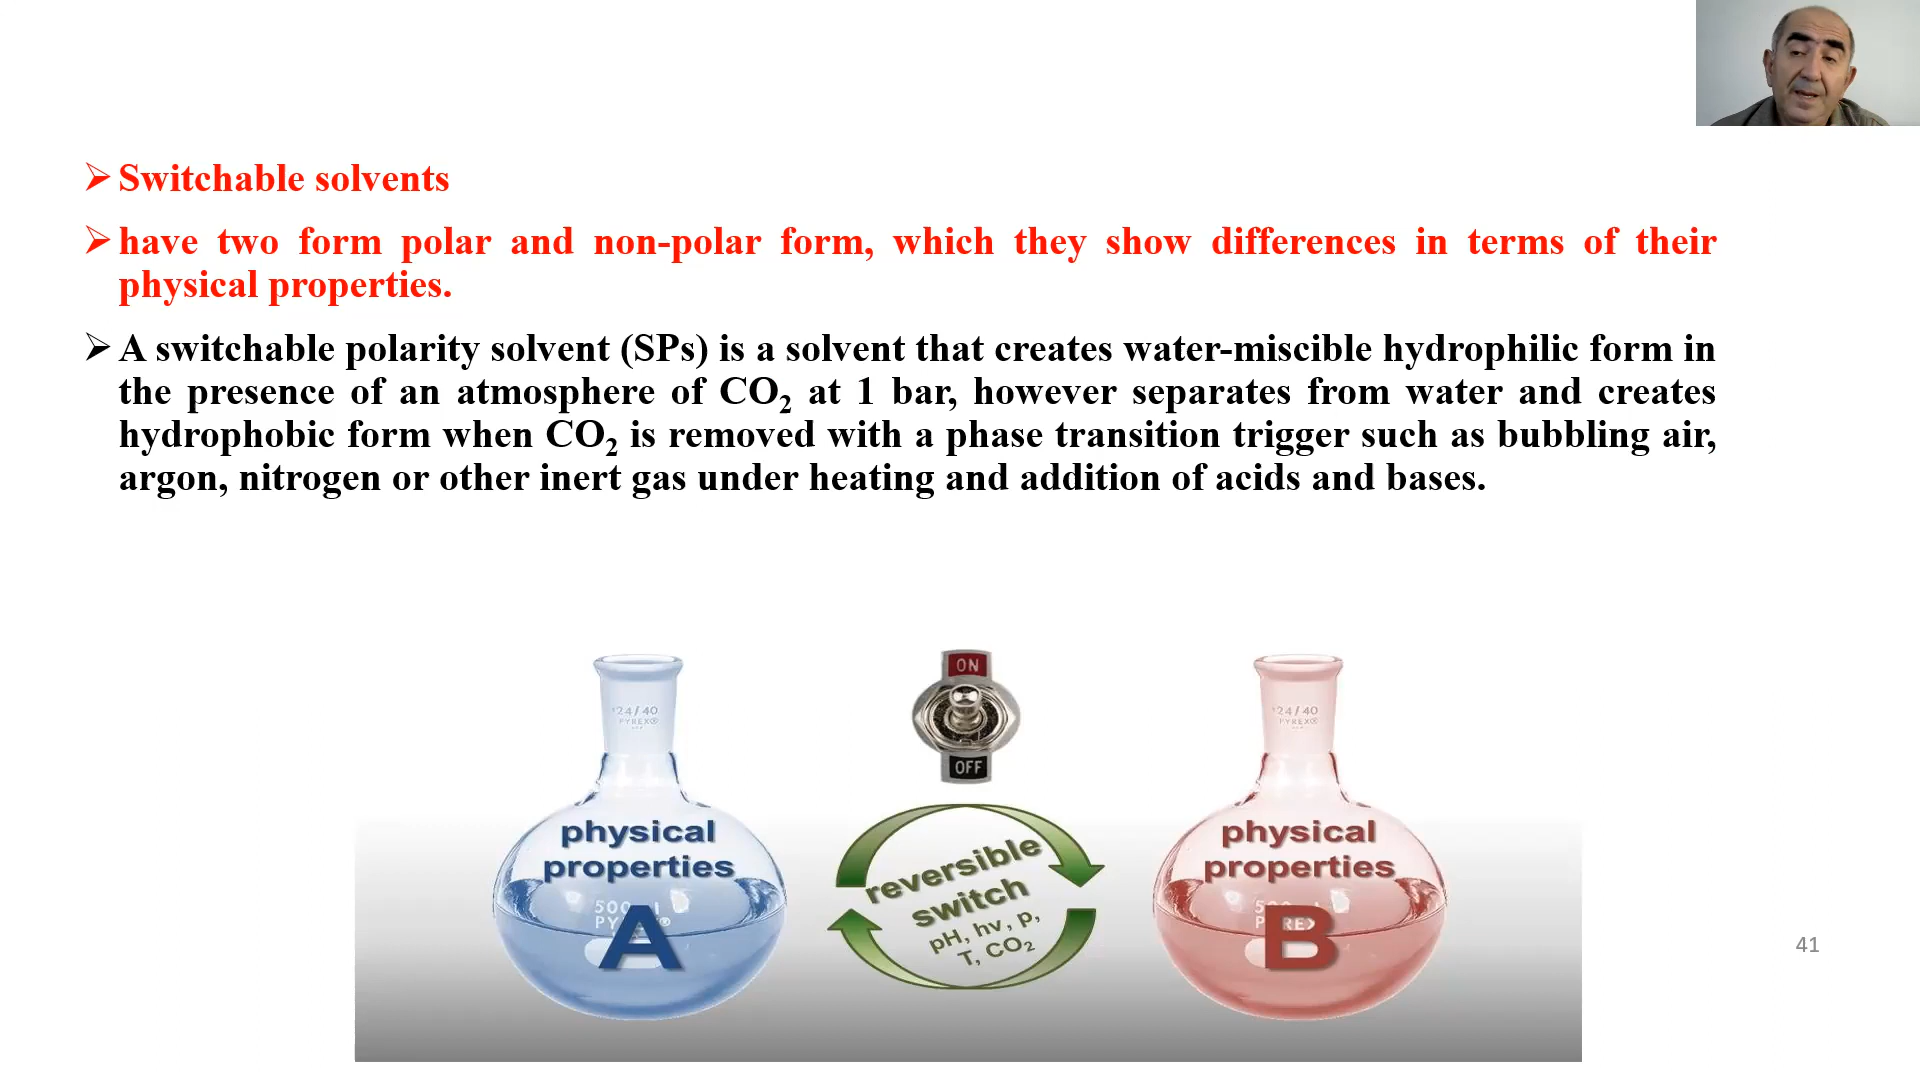 Switchable solvents
have two form polar and non-polar form, which they show differences in terms of their
physical properties.
A switchable polarity solvent (SPs) is a solvent that creates water-miscible hydrophilic form in
the presence of an atmosphere of CO₂ at 1 bar, however separates from water and creates
hydrophobic form when CO₂ is removed with a phase transition trigger such as bubbling air,
argon, nitrogen or other inert gas under heating and addition of acids and bases.
24/40
PYREX®
physical
properties
A
ON
OFF
reversible
switch
pH, hv, p,
T, CO₂
24/40
PYREX®
physical
properties
B
41